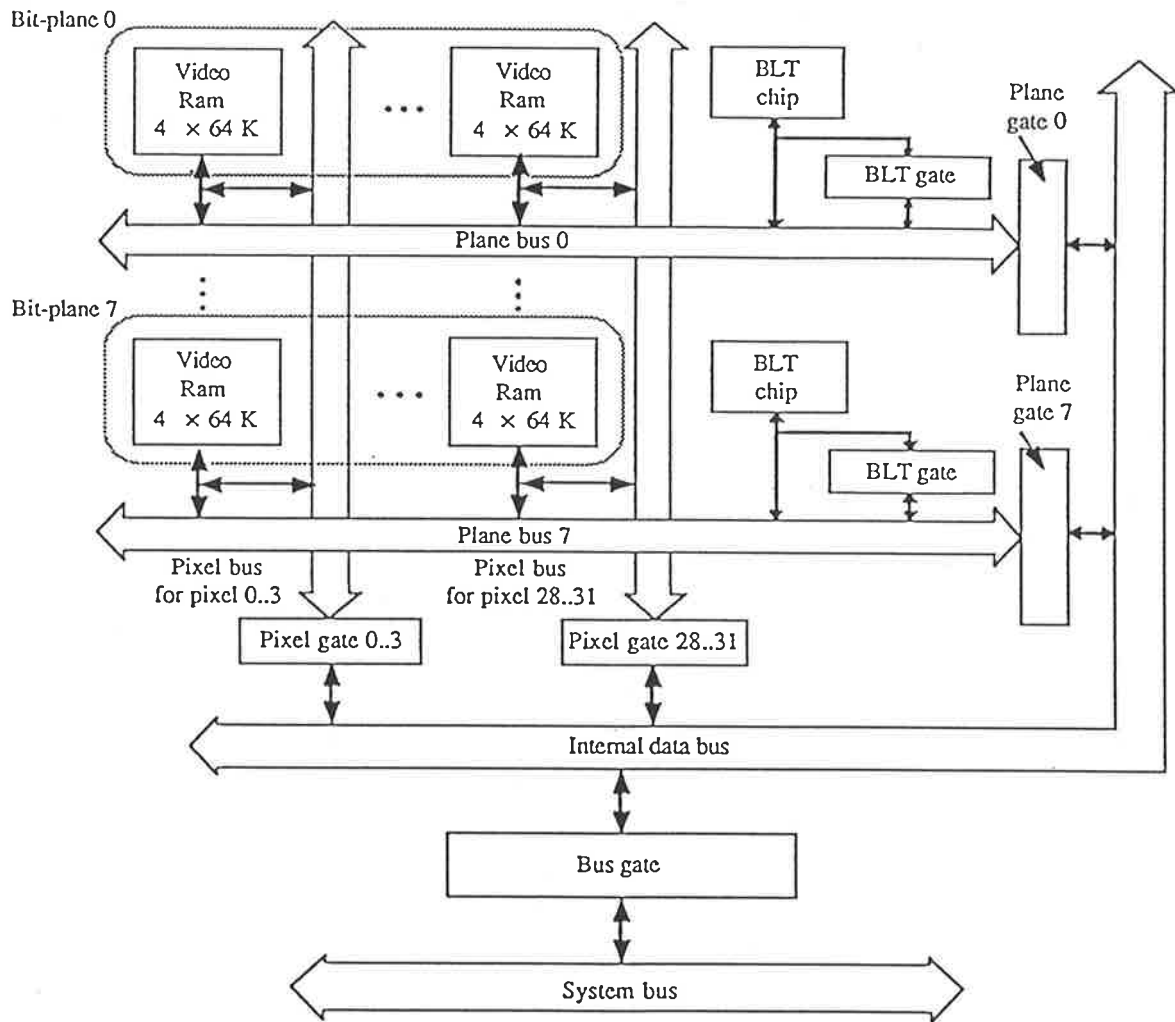 Bit-plane 0
Video
Ram
4 × 64 K
• • •
Video
Ram
4 × 64 K
BLT
chip
BLT gate
Plane
gate 0
Plane bus 0
Bit-plane 7
Video
Ram
4 × 64 K
• • •
Video
Ram
4 × 64 K
BLT
chip
BLT gate
Plane
gate 7
Plane bus 7
Pixel bus
for pixel 0..3
Pixel bus
for pixel 28..31
Pixel gate 0..3
Pixel gate 28..31
Internal data bus
Bus gate
System bus